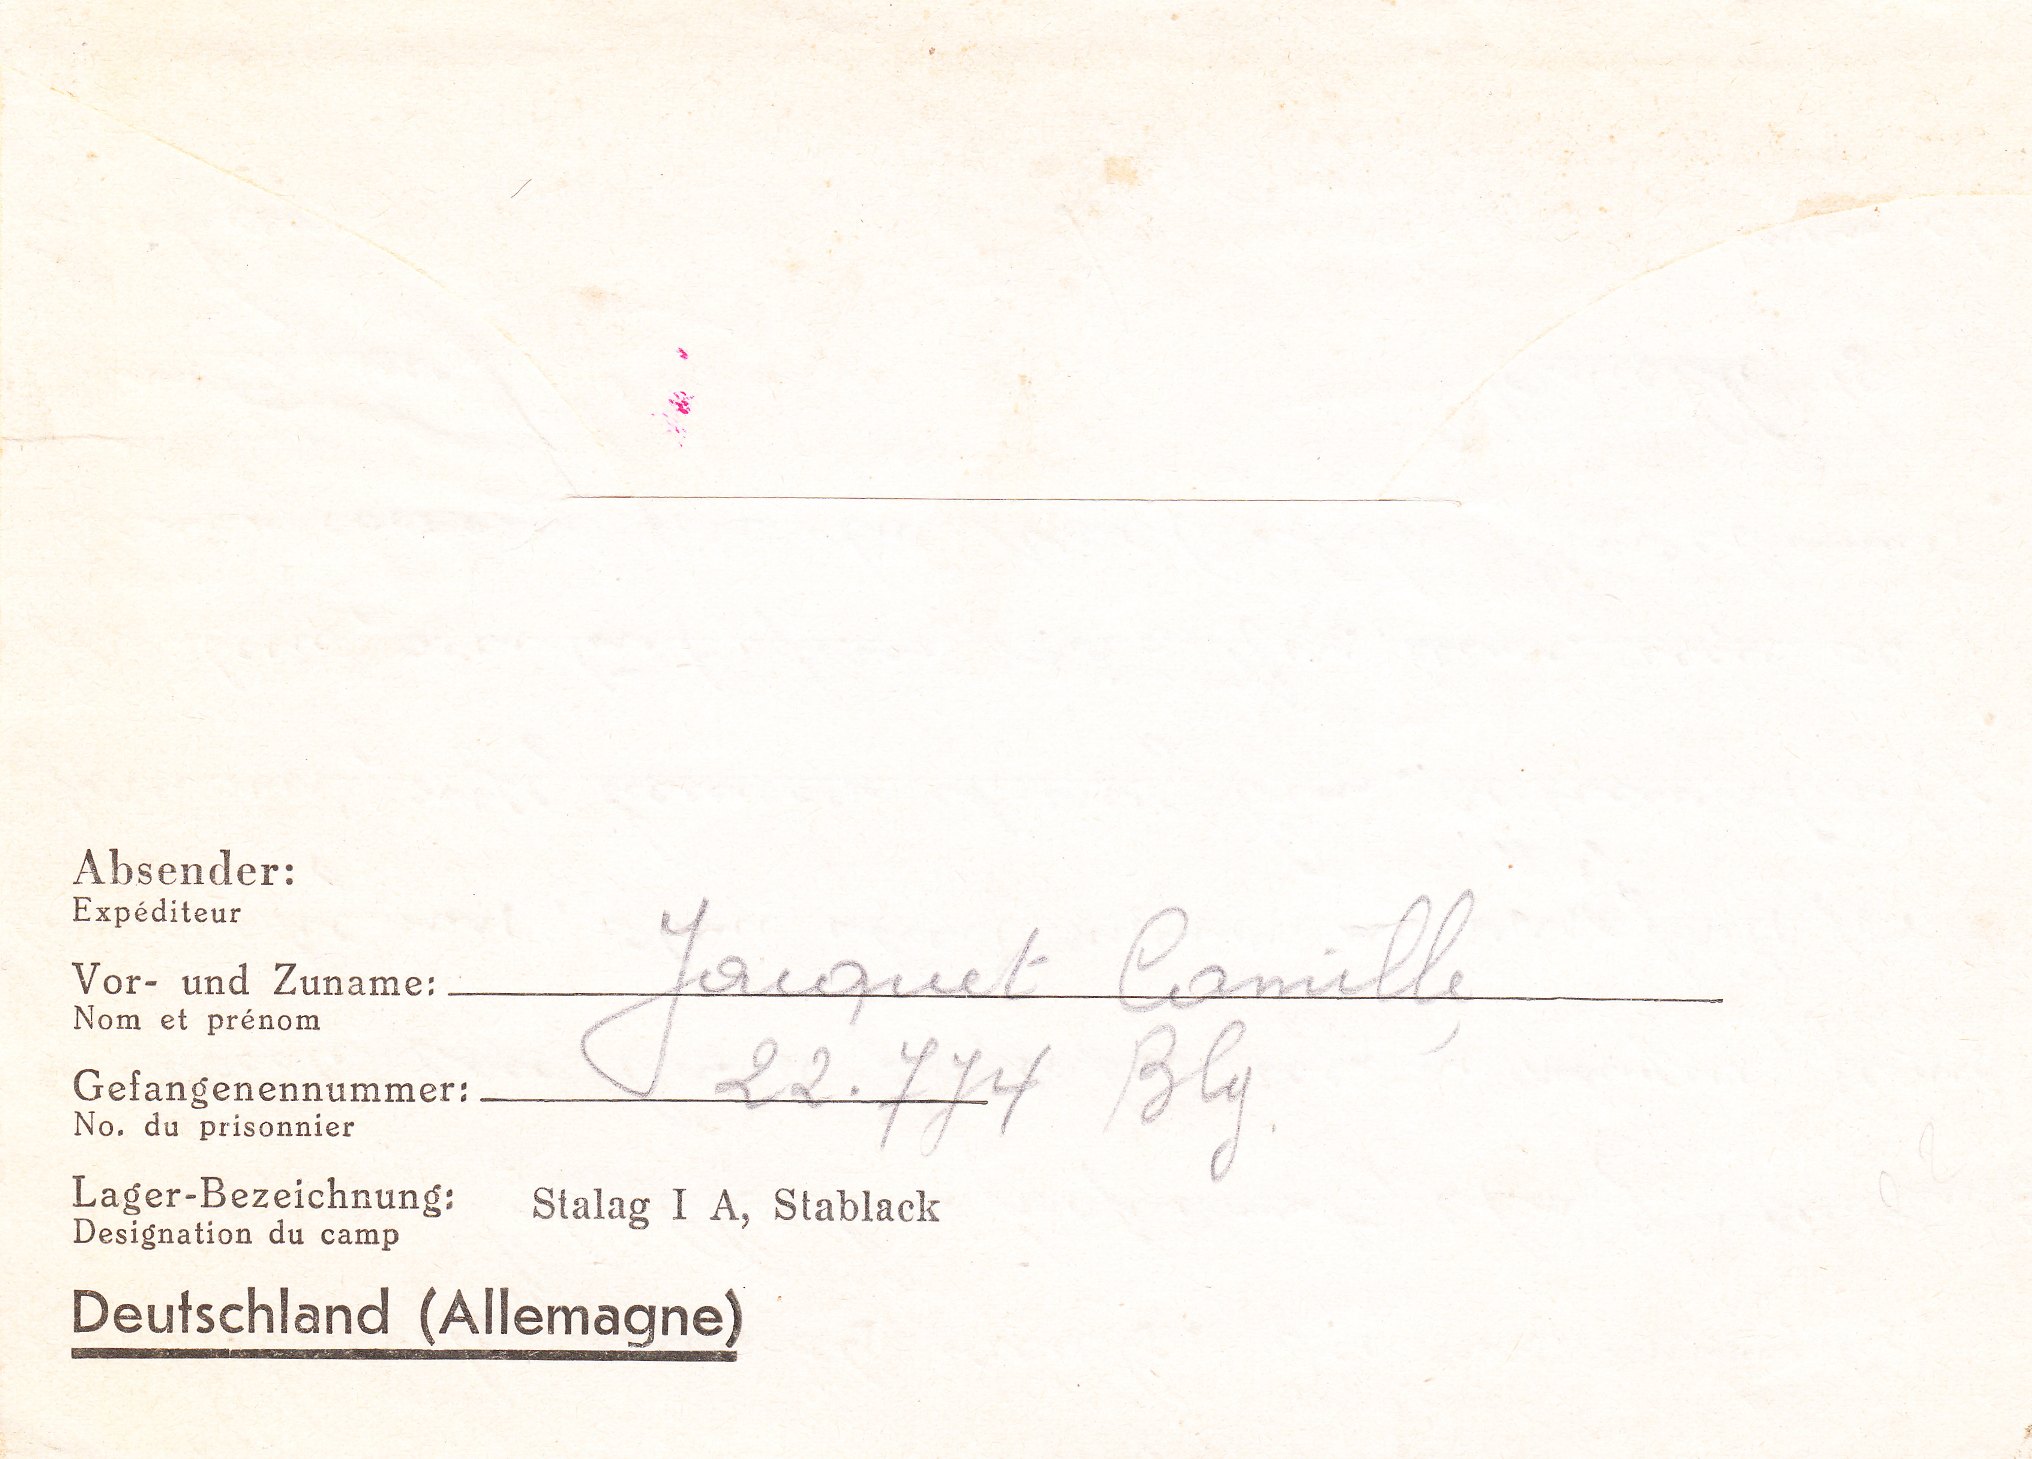 Absender:
Expéditeur
Vor- und Zuname: Jacquet Camille
Nom et prénom
Gefangenennummer: 22.774 Blg.
No. du prisonnier
Lager-Bezeichnung: Stalag I A, Stablack
Designation du camp
Deutschland (Allemagne)